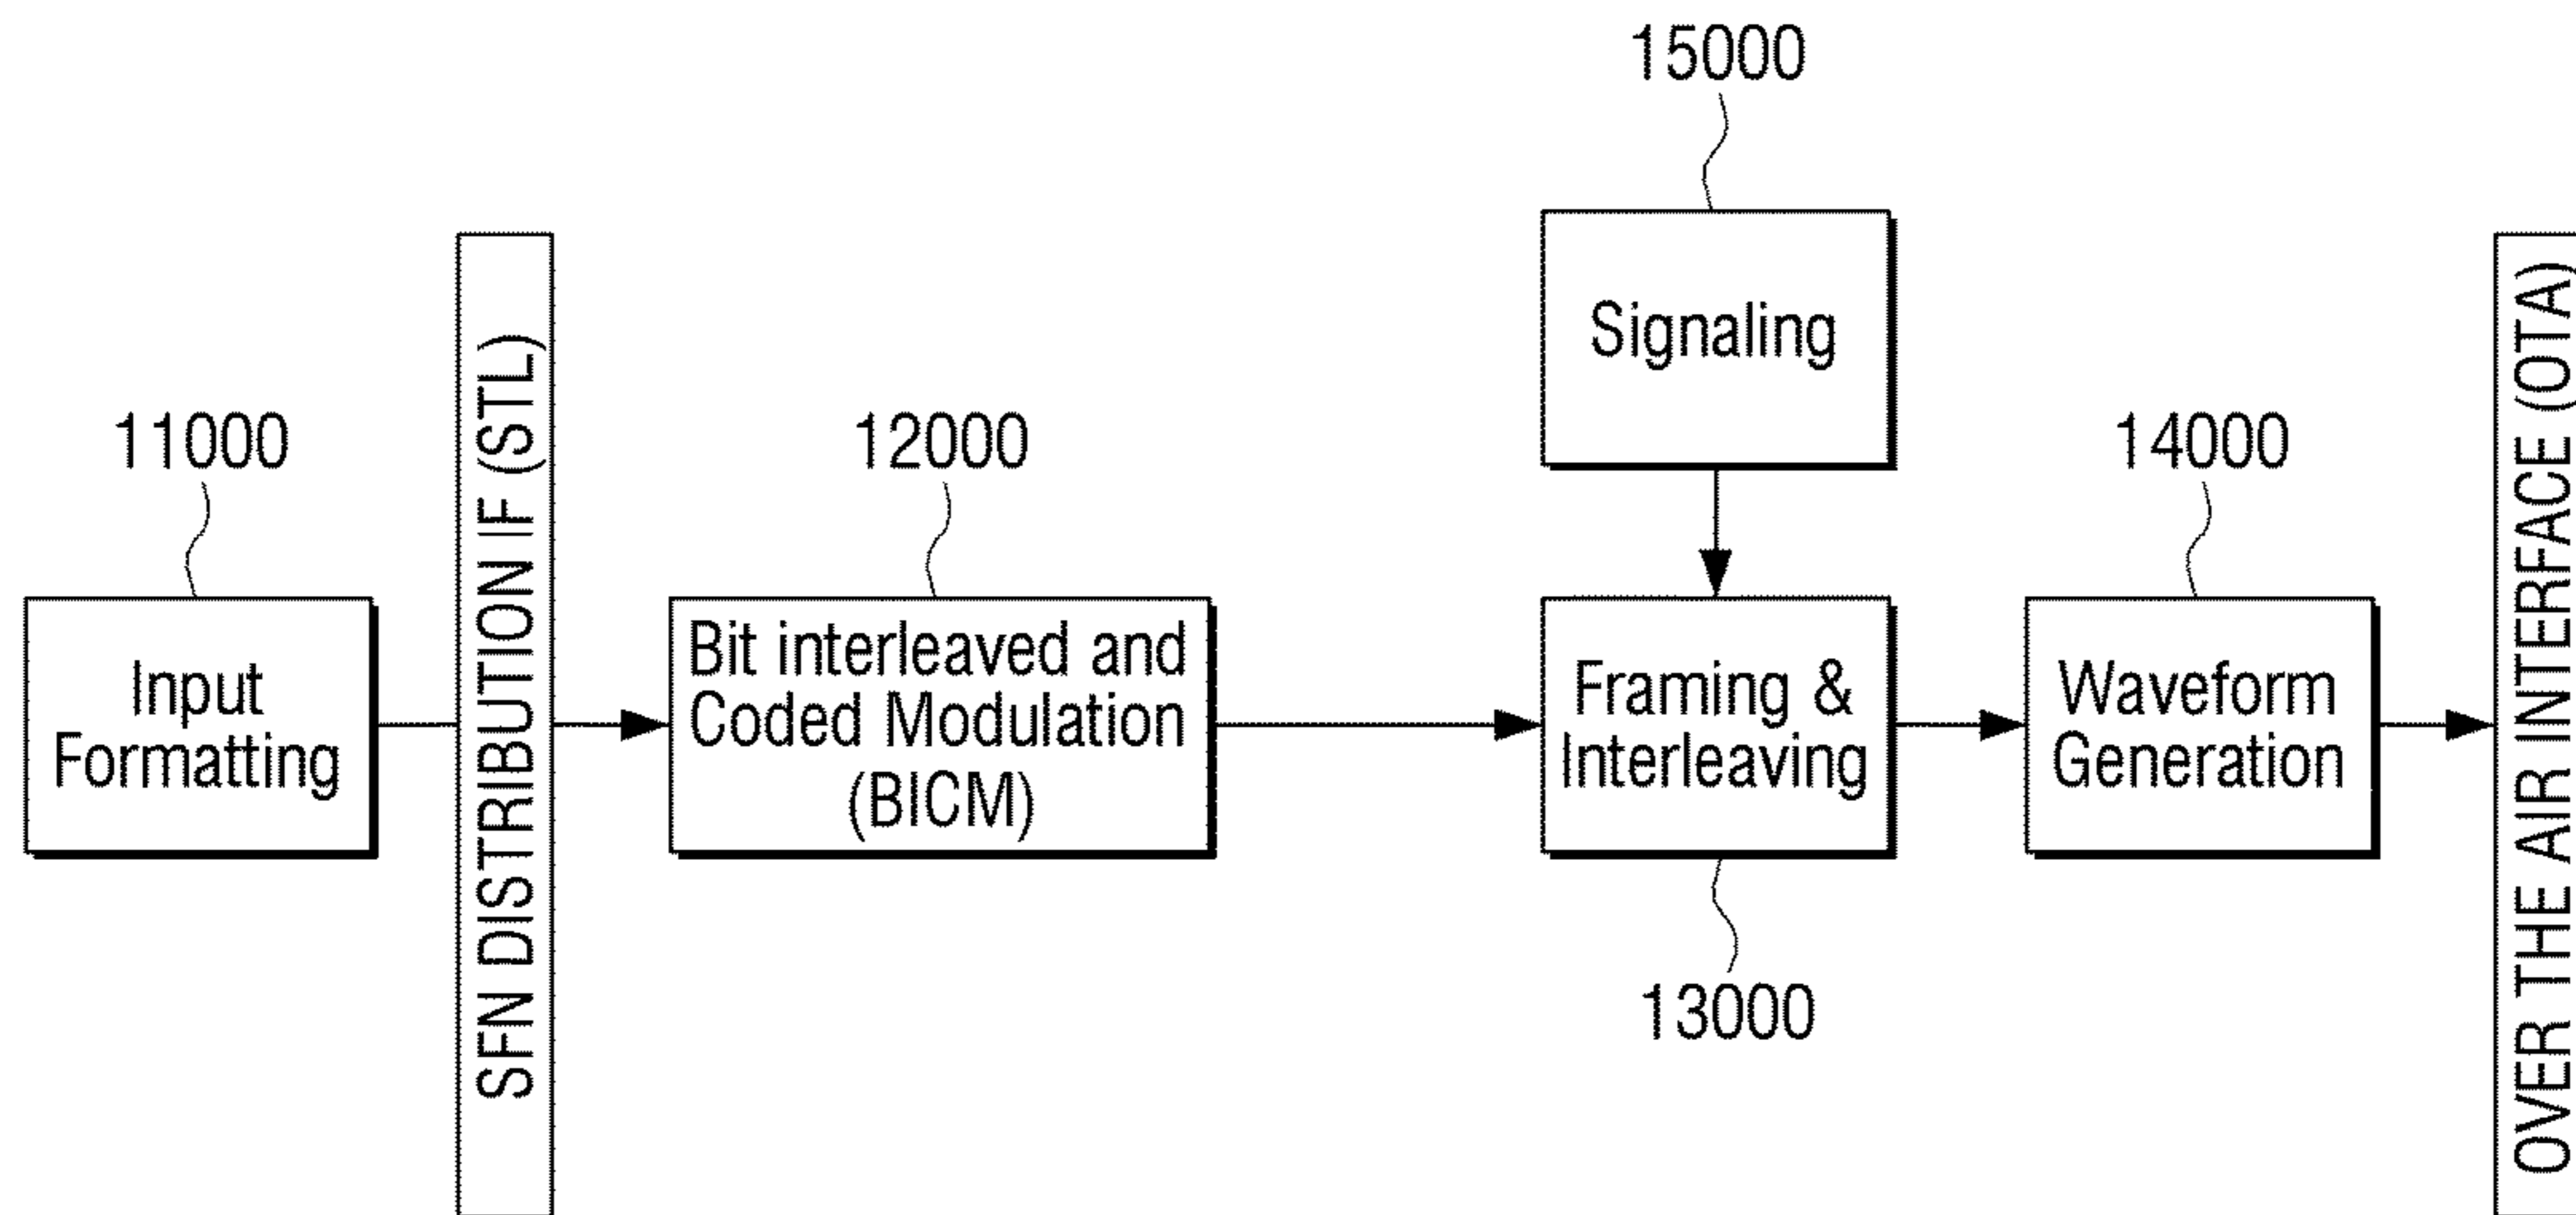 15000
Signaling
11000
Input
Formatting
SFN DISTRIBUTION IF (STL)
12000
Bit interleaved and
Coded Modulation
(BICM)
Framing &
Interleaving
13000
14000
Waveform
Generation
OVER THE AIR INTERFACE (OTA)